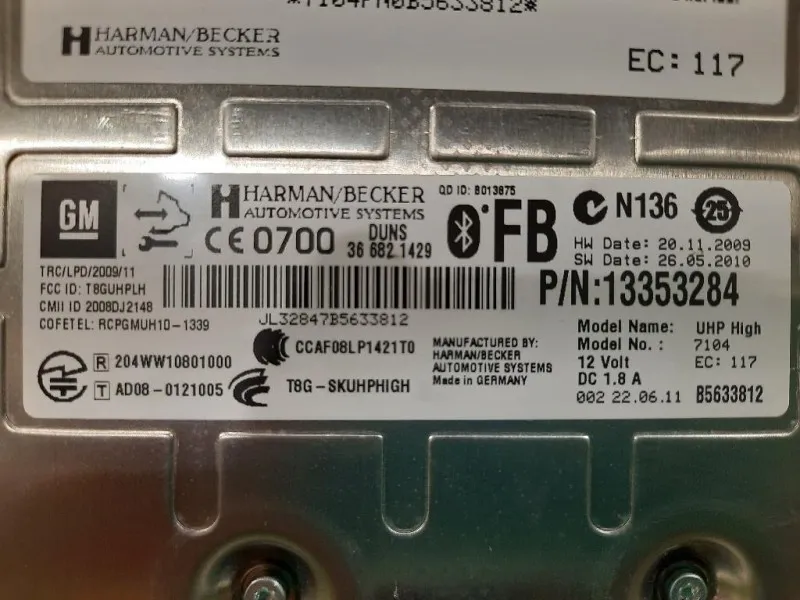 *7104PN0B5633812*
HARMAN/BECKER
AUTOMOTIVE SYSTEMS
EC: 117
GM
HARMAN/BECKER
AUTOMOTIVE SYSTEMS
CE 0700
DUNS
36 682 1429
QD ID: B013675
FB
N136
25
HW Date: 20.11.2009
SW Date: 26.05.2010
TRC/LPD/2009/11
FCC ID: T8GUHPLH
CMII ID 2008DJ2148
COFETEL: RCPGMUH10-1339
JL32847B5633812
P/N:13353284
R 204WW10801000
T AD08-0121005
CCAF08LP1421T0
T8G-SKUHPHIGH
MANUFACTURED BY:
HARMAN/BECKER
AUTOMOTIVE SYSTEMS
Made in GERMANY
Model Name: UHP High
Model No.: 7104
12 Volt EC: 117
DC 1.8 A
002 22.06.11 B5633812